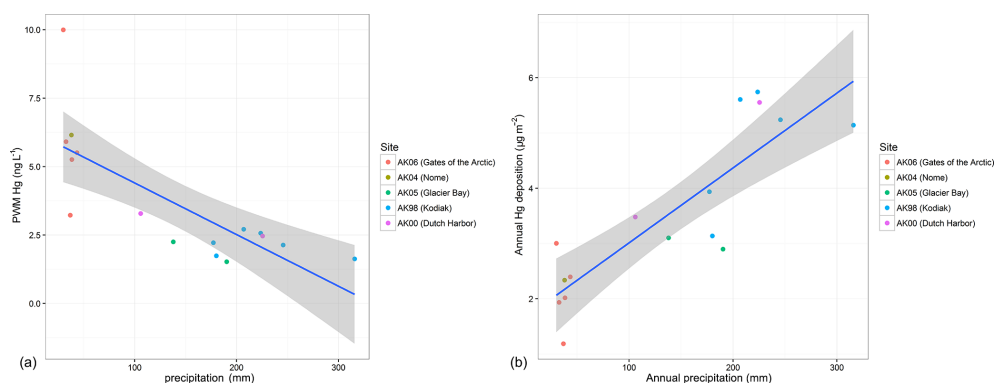 10.0
7.5
5.0
2.5
0.0
PWM Hg (ng L⁻¹)
100
200
300
precipitation (mm)
(a)
Site
AK06 (Gates of the Arctic)
AK04 (Nome)
AK05 (Glacier Bay)
AK98 (Kodiak)
AK00 (Dutch Harbor)
6
4
2
Annual Hg deposition (µg m⁻²)
100
200
300
Annual precipitation (mm)
(b)
Site
AK06 (Gates of the Arctic)
AK04 (Nome)
AK05 (Glacier Bay)
AK98 (Kodiak)
AK00 (Dutch Harbor)